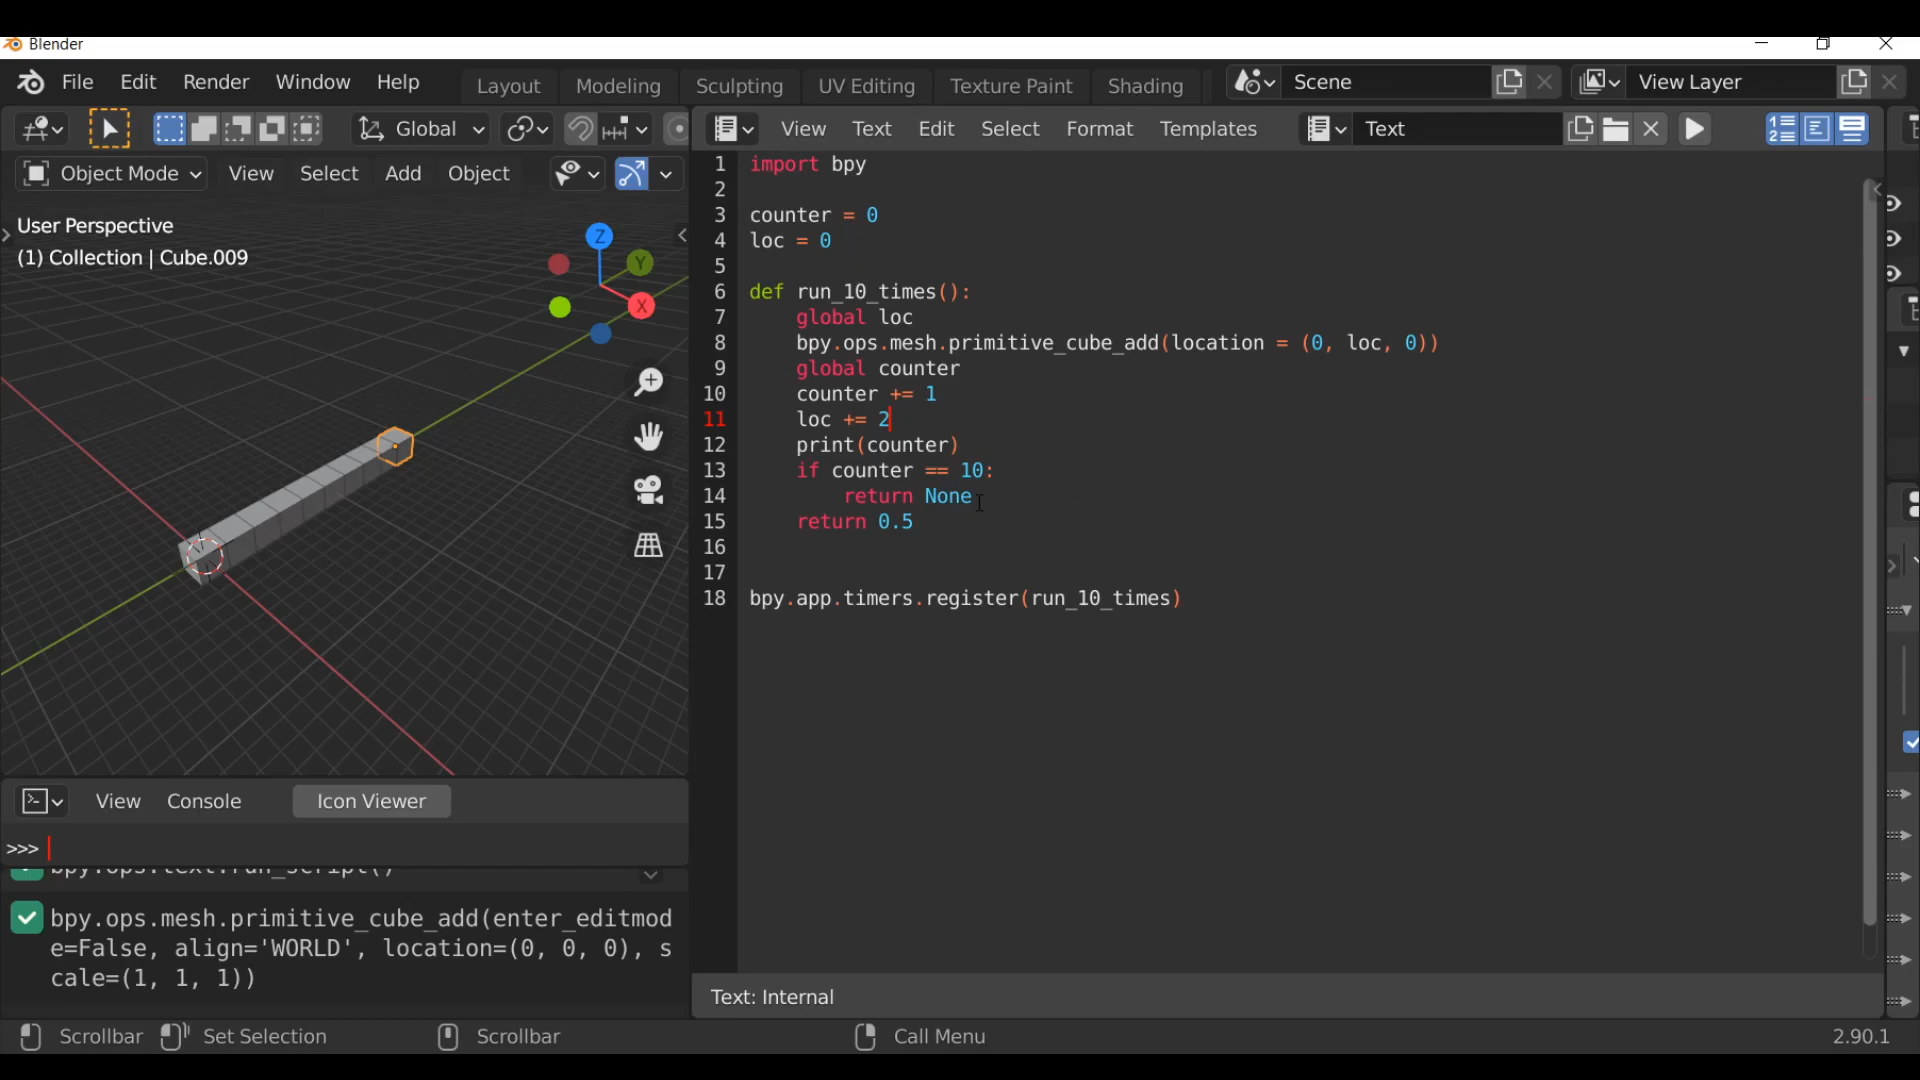 Blender
File Edit Render Window Help Layout Modeling Sculpting UV Editing Texture Paint Shading Scene View Layer
Global View Text Edit Select Format Templates Text
Object Mode View Select Add Object
User Perspective
(1) Collection | Cube.009
Z
Y
X
1 import bpy
2
3 counter = 0
4 loc = 0
5
6 def run_10_times():
7     global loc
8     bpy.ops.mesh.primitive_cube_add(location = (0, loc, 0))
9     global counter
10     counter += 1
11     loc += 2
12     print(counter)
13     if counter == 10:
14         return None
15     return 0.5
16
17
18 bpy.app.timers.register(run_10_times)
View Console Icon Viewer
>>>
bpy.ops.text.run_script()
bpy.ops.mesh.primitive_cube_add(enter_editmod
e=False, align='WORLD', location=(0, 0, 0), s
cale=(1, 1, 1))
Text: Internal
Scrollbar Set Selection Scrollbar Call Menu 2.90.1